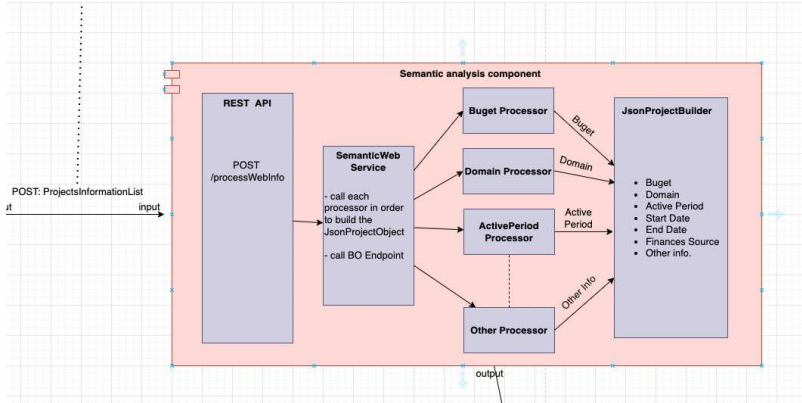 Semantic analysis component
REST API
POST
/processWebInfo
POST: ProjectsInformationList
ut
input
SemanticWeb
Service
- call each
processor in order
to build the
JsonProjectObject
- call BO Endpoint
Buget Processor
Domain Processor
ActivePeriod
Processor
Other Processor
Buget
Domain
Active
Period
Other Info
JsonProjectBuilder
• Buget
• Domain
• Active Period
• Start Date
• End Date
• Finances Source
• Other info.
output